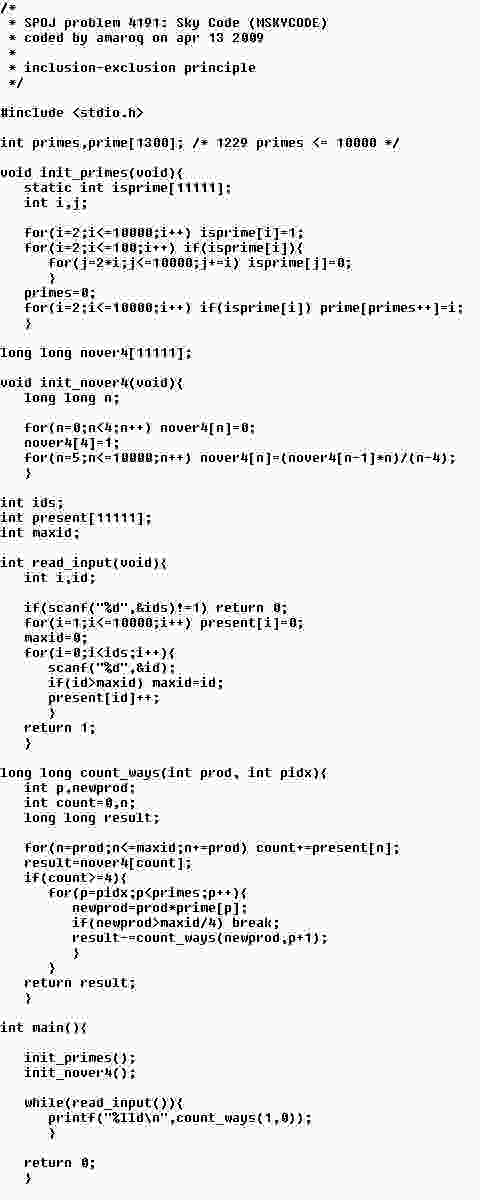 /*
 * SPOJ problem 4191: Sky Code (MSKYCODE)
 * coded by amaroq on apr 13 2009
 *
 * inclusion-exclusion principle
 */

#include <stdio.h>

int primes,prime[1300]; /* 1229 primes <= 10000 */

void init_primes(void){
   static int isprime[11111];
   int i,j;

   for(i=2;i<=10000;i++) isprime[i]=1;
   for(i=2;i<=100;i++) if(isprime[i]){
      for(j=2*i;j<=10000;j+=i) isprime[j]=0;
      }
   primes=0;
   for(i=2;i<=10000;i++) if(isprime[i]) prime[primes++]=i;
   }

long long nover4[11111];

void init_nover4(void){
   long long n;

   for(n=0;n<4;n++) nover4[n]=0;
   nover4[4]=1;
   for(n=5;n<=10000;n++) nover4[n]=(nover4[n-1]*n)/(n-4);
   }

int ids;
int present[11111];
int maxid;

int read_input(void){
   int i,id;

   if(scanf("%d",&ids)!=1) return 0;
   for(i=1;i<=10000;i++) present[i]=0;
   maxid=0;
   for(i=0;i<ids;i++){
      scanf("%d",&id);
      if(id>maxid) maxid=id;
      present[id]++;
      }
   return 1;
   }

long long count_ways(int prod, int pidx){
   int p,newprod;
   int count=0,n;
   long long result;

   for(n=prod;n<=maxid;n+=prod) count+=present[n];
   result=nover4[count];
   if(count>=4){
      for(p=pidx;p<primes;p++){
         newprod=prod*prime[p];
         if(newprod>maxid/4) break;
         result-=count_ways(newprod,p+1);
         }
      }
   return result;
   }

int main(){

   init_primes();
   init_nover4();

   while(read_input()){
      printf("%lld\n",count_ways(1,0));
      }

   return 0;
   }